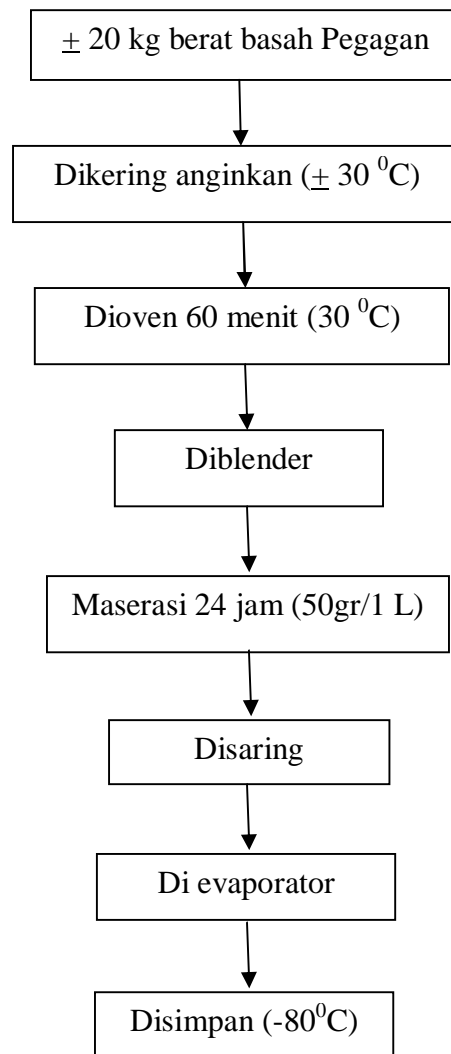 ± 20 kg berat basah Pegagan
Dikering anginkan (± 30 ⁰C)
Dioven 60 menit (30 ⁰C)
Diblender
Maserasi 24 jam (50gr/1 L)
Disaring
Di evaporator
Disimpan (-80⁰C)